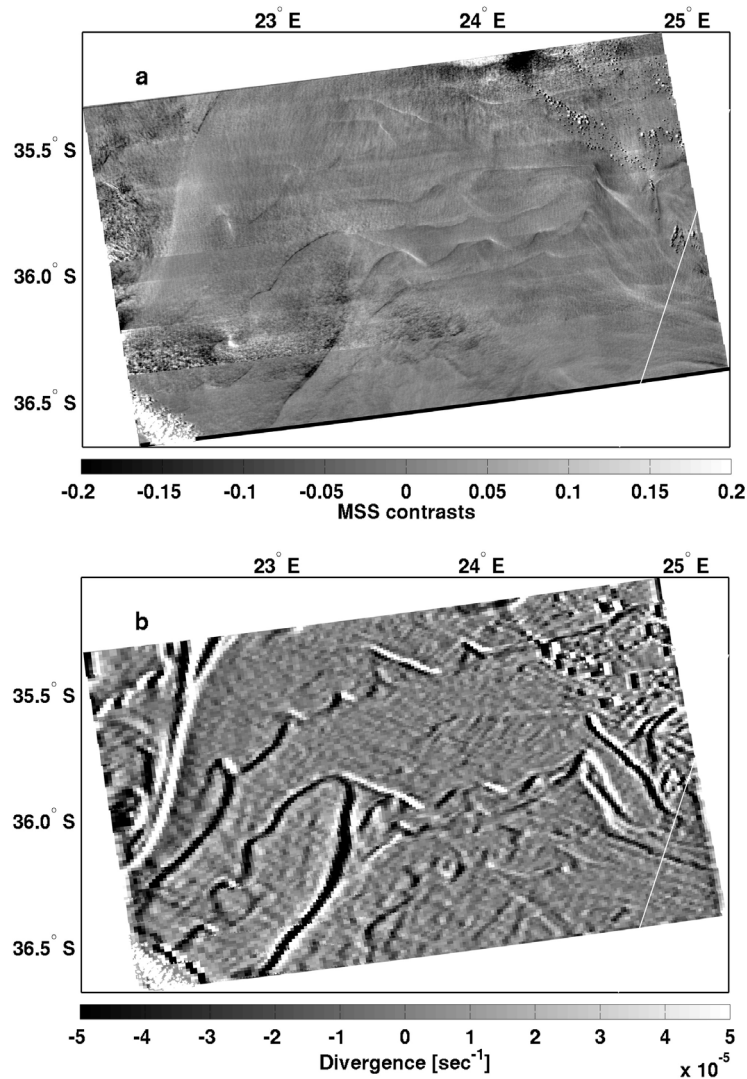 23° E 24° E 25° E
a
35.5° S
36.0° S
36.5° S
-0.2 -0.15 -0.1 -0.05 0 0.05 0.1 0.15 0.2
MSS contrasts
23° E 24° E 25° E
b
35.5° S
36.0° S
36.5° S
-5 -4 -3 -2 -1 0 1 2 3 4 5
Divergence [sec⁻¹]
x 10⁻⁵